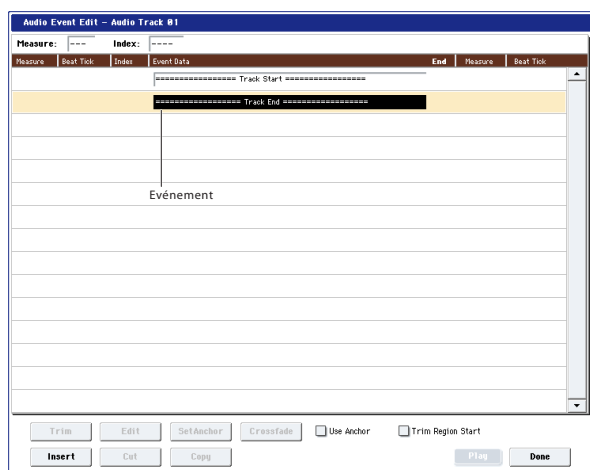 Audio Event Edit – Audio Track 01
Measure: --- Index: ----
Measure Beat Tick Index Event Data End Measure Beat Tick
================= Track Start =================
================== Track End ==================
Evénement
Trim Edit SetAnchor Crossfade Use Anchor Trim Region Start
Insert Cut Copy Play Done